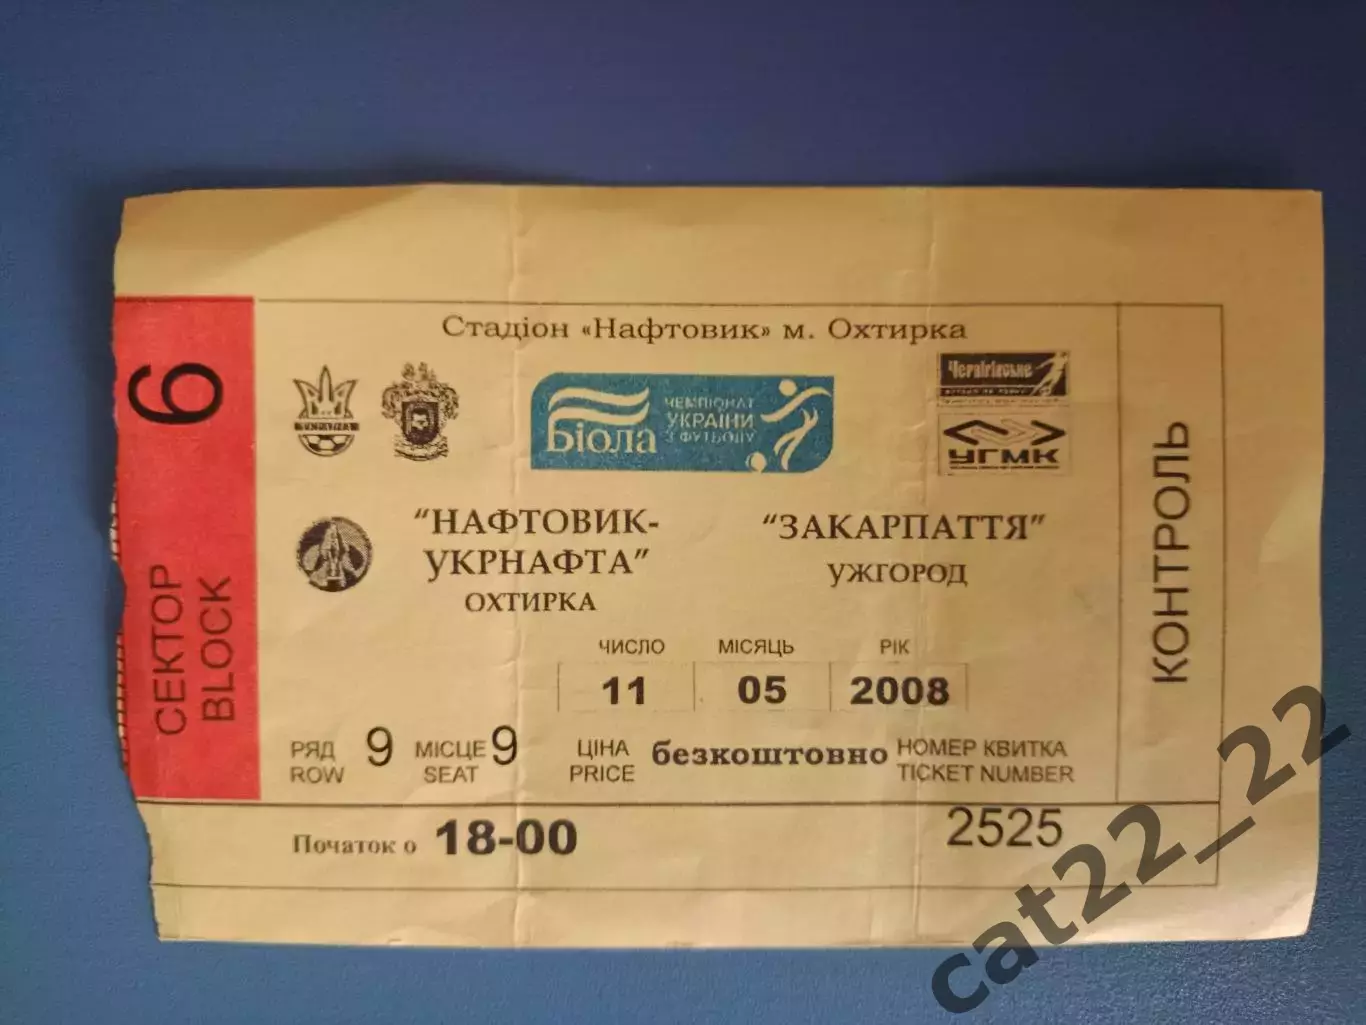 Стадіон «Нафтовик» м. Охтирка
6
СЕКТОР
BLOCK
УКРАЇНА
Біола
ЧЕМПІОНАТ
УКРАЇНИ
З ФУТБОЛУ
Чернігівське
УГМК
"НАФТОВИК-
УКРНАФТА"
ОХТИРКА
"ЗАКАРПАТТЯ"
УЖГОРОД
ЧИСЛО МІСЯЦЬ РІК
11 05 2008
РЯД
ROW
9
МІСЦЕ
SEAT
9
ЦІНА
PRICE
безкоштовно
НОМЕР КВИТКА
TICKET NUMBER
Початок о 18-00
2525
КОНТРОЛЬ
cat22_22